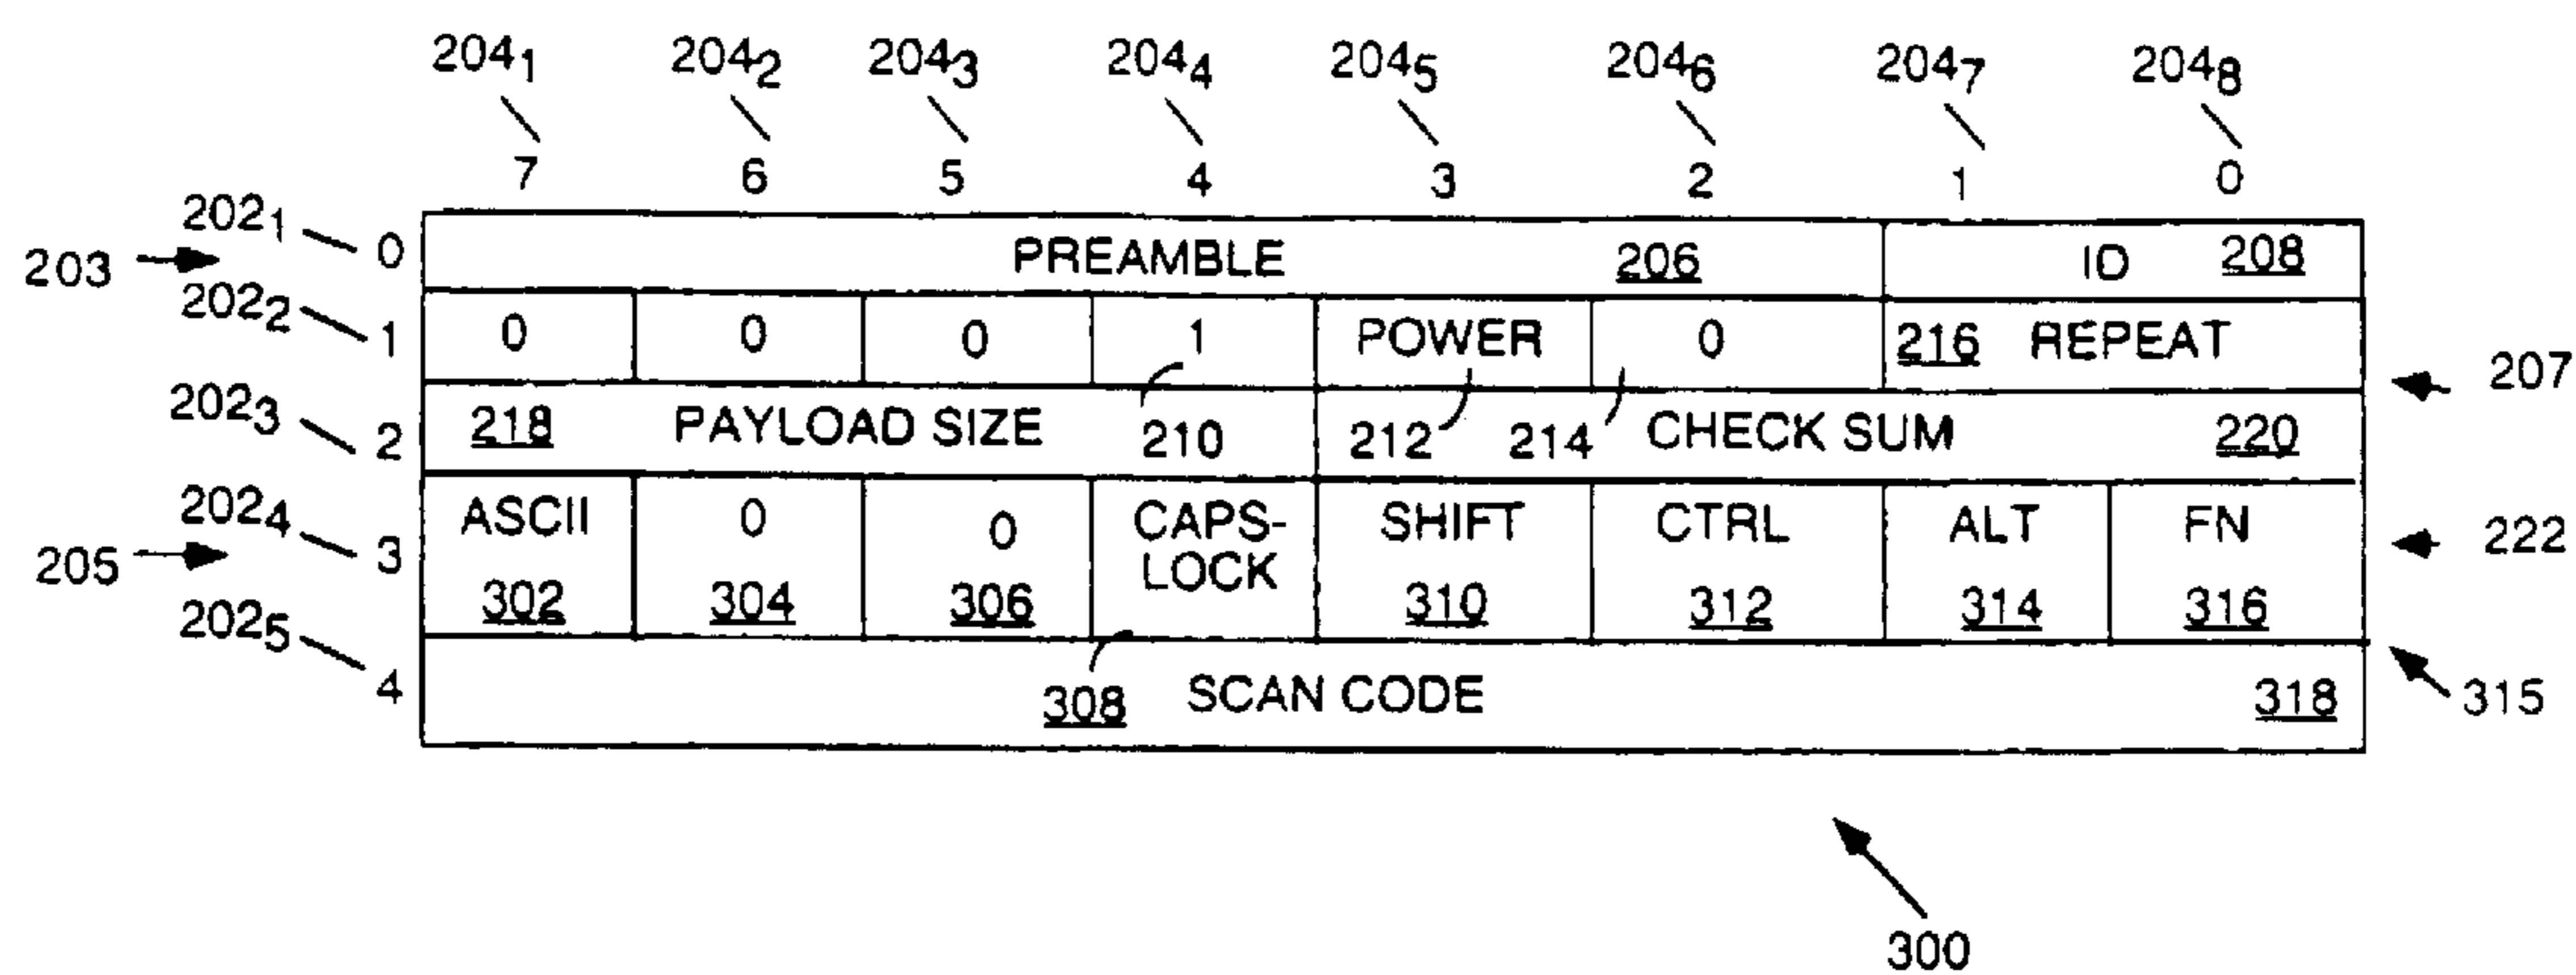 204₁ 204₂ 204₃ 204₄ 204₅ 204₆ 204₇ 204₈
7 6 5 4 3 2 1 0
202₁ 0 PREAMBLE 206 ID 208
203
202₂ 1 0 0 0 1 POWER 0 216 REPEAT
207
202₃ 2 218 PAYLOAD SIZE 210 212 214 CHECK SUM 220
202₄ 3 ASCII 0 0 CAPS- SHIFT CTRL ALT FN 222
LOCK
205
302 304 306 310 312 314 316
202₅ 4 308 SCAN CODE 318 315
300